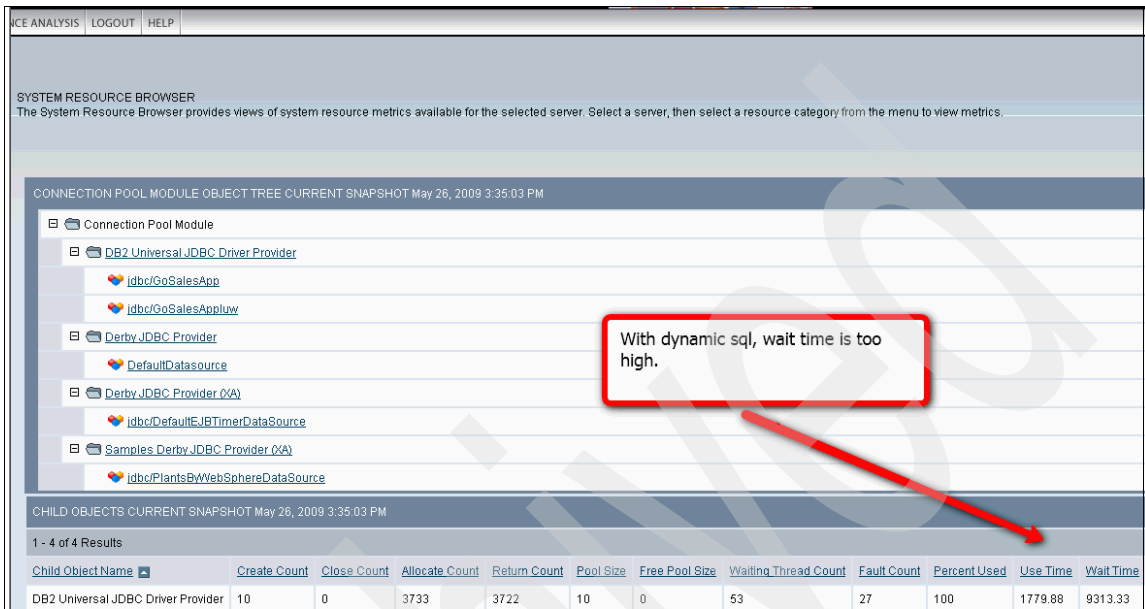 NCE ANALYSIS LOGOUT HELP
SYSTEM RESOURCE BROWSER
The System Resource Browser provides views of system resource metrics available for the selected server. Select a server, then select a resource category from the menu to view metrics.
CONNECTION POOL MODULE OBJECT TREE CURRENT SNAPSHOT May 26, 2009 3:35:03 PM
Connection Pool Module
DB2 Universal JDBC Driver Provider
jdbc/GoSalesApp
jdbc/GoSalesAppluw
Derby JDBC Provider
DefaultDatasource
Derby JDBC Provider (XA)
jdbc/DefaultEJBTimerDataSource
Samples Derby JDBC Provider (XA)
jdbc/PlantsByWebSphereDataSource
With dynamic sql, wait time is too
high.
CHILD OBJECTS CURRENT SNAPSHOT May 26, 2009 3:35:03 PM
1 - 4 of 4 Results
Child Object Name Create Count Close Count Allocate Count Return Count Pool Size Free Pool Size Waiting Thread Count Fault Count Percent Used Use Time Wait Time
DB2 Universal JDBC Driver Provider 10 0 3733 3722 10 0 53 27 100 1779.88 9313.33